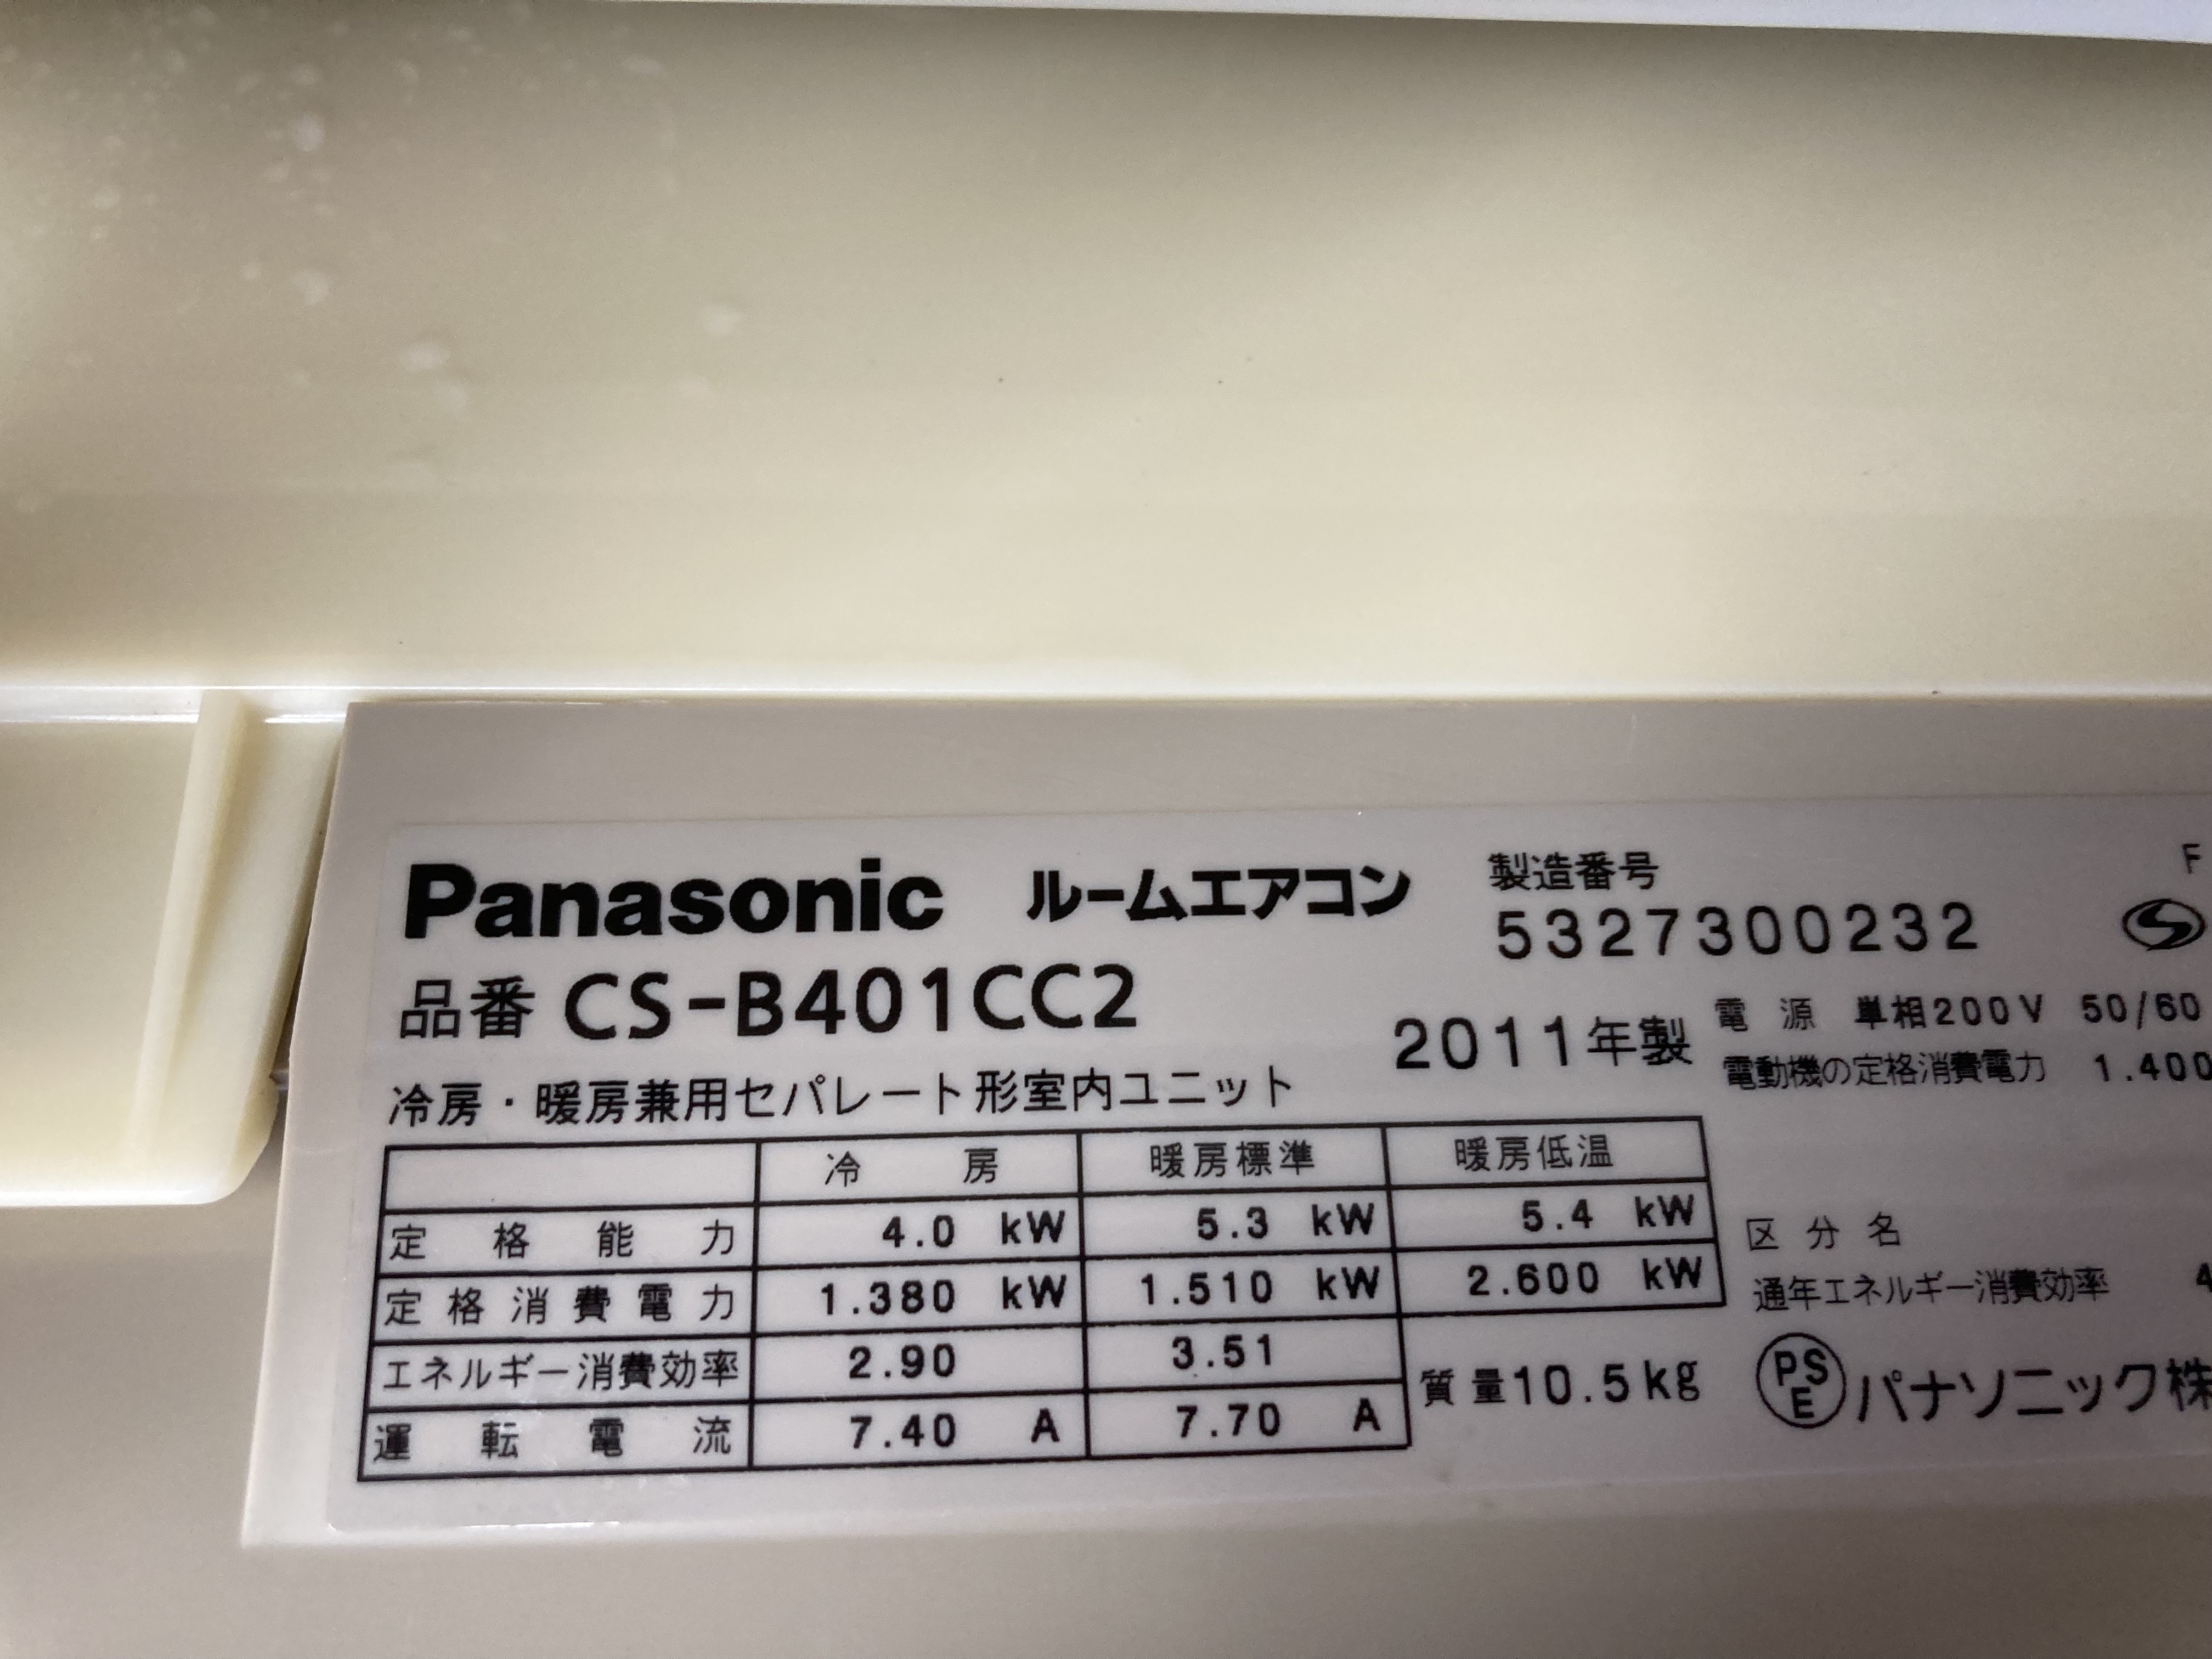 Panasonic ルームエアコン
品番 CS-B401CC2
冷房・暖房兼用セパレート形室内ユニット
製造番号
5327300232
2011年製
F
電源 単相200V 50/60
電動機の定格消費電力 1.400
冷房 暖房標準 暖房低温
定格能力 4.0 kW 5.3 kW 5.4 kW
定格消費電力 1.380 kW 1.510 kW 2.600 kW
エネルギー消費効率 2.90 3.51
運転電流 7.40 A 7.70 A
質量10.5kg
区分名
通年エネルギー消費効率 4
PSE パナソニック株